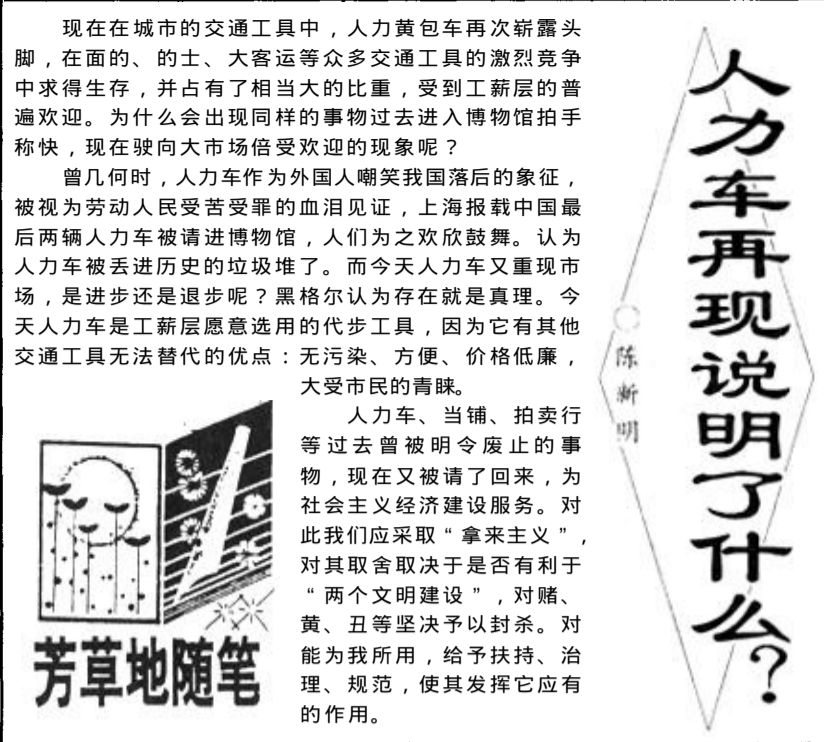 人力车再现说明了什么？
○陈新明
现在在城市的交通工具中，人力黄包车再次崭露头
脚，在面的、的士、大客运等众多交通工具的激烈竞争
中求得生存，并占有了相当大的比重，受到工薪层的普
遍欢迎。为什么会出现同样的事物过去进入博物馆拍手
称快，现在驶向大市场倍受欢迎的现象呢？
曾几何时，人力车作为外国人嘲笑我国落后的象征，
被视为劳动人民受苦受罪的血泪见证，上海报载中国最
后两辆人力车被请进博物馆，人们为之欢欣鼓舞。认为
人力车被丢进历史的垃圾堆了。而今天人力车又重现市
场，是进步还是退步呢？黑格尔认为存在就是真理。今
天人力车是工薪层愿意选用的代步工具，因为它有其他
交通工具无法替代的优点：无污染、方便、价格低廉，
大受市民的青睐。
人力车、当铺、拍卖行
等过去曾被明令废止的事
物，现在又被请了回来，为
社会主义经济建设服务。对
此我们应采取“拿来主义”，
对其取舍取决于是否有利于
“两个文明建设”，对赌、
黄、丑等坚决予以封杀。对
能为我所用，给予扶持、治
理、规范，使其发挥它应有
的作用。
芳草地随笔